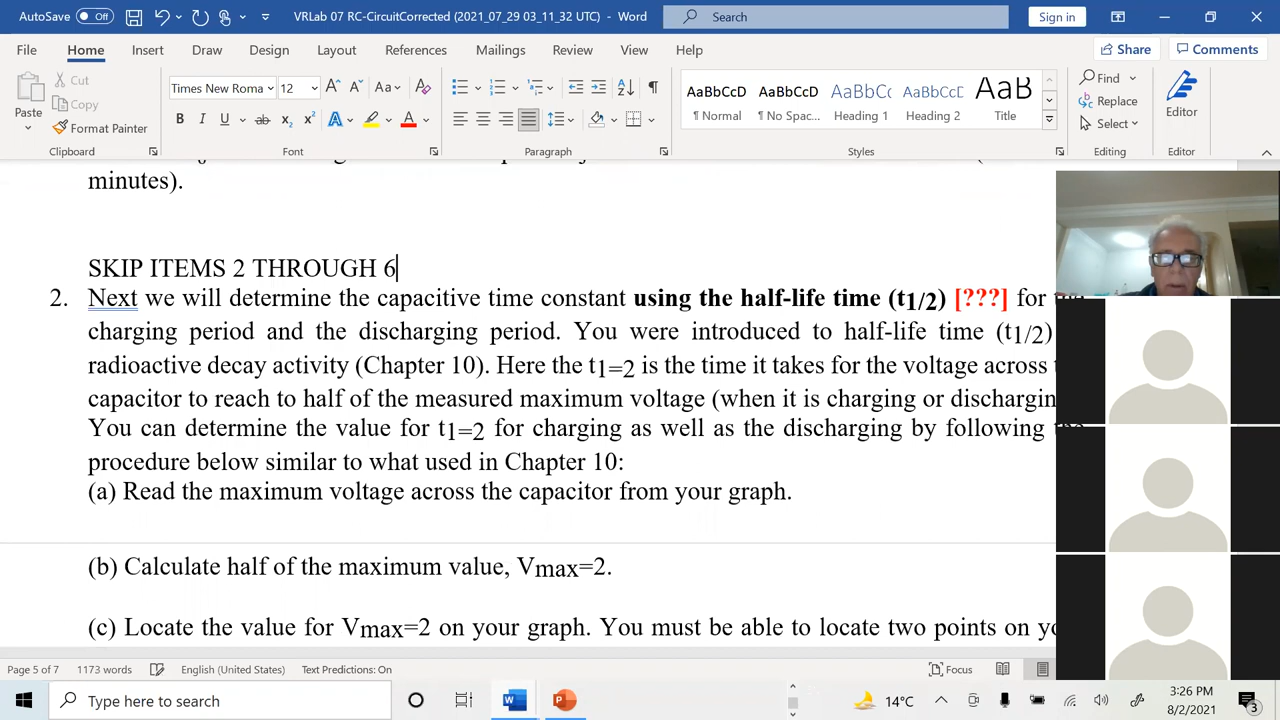 AutoSave Off VRLab 07 RC-CircuitCorrected (2021_07_29 03_11_32 UTC) - Word Search Sign in
File Home Insert Draw Design Layout References Mailings Review View Help Share Comments
Paste Cut Copy Format Painter
Times New Roma 12
AaBbCcD AaBbCcD AaBbCc AaBbCcD AaB
¶ Normal ¶ No Spac... Heading 1 Heading 2 Title
Find Replace Select Editor
Clipboard Font Paragraph Styles Editing Editor
minutes).
SKIP ITEMS 2 THROUGH 6
2. Next we will determine the capacitive time constant using the half-life time (t1/2) [???] for
charging period and the discharging period. You were introduced to half-life time (t1/2)
radioactive decay activity (Chapter 10). Here the t1=2 is the time it takes for the voltage across
capacitor to reach to half of the measured maximum voltage (when it is charging or dischargin
You can determine the value for t1=2 for charging as well as the discharging by following the
procedure below similar to what used in Chapter 10:
(a) Read the maximum voltage across the capacitor from your graph.
(b) Calculate half of the maximum value, Vmax=2.
(c) Locate the value for Vmax=2 on your graph. You must be able to locate two points on yo
Page 5 of 7 1173 words English (United States) Text Predictions: On Focus
Type here to search 14°C 3:26 PM
8/2/2021 3